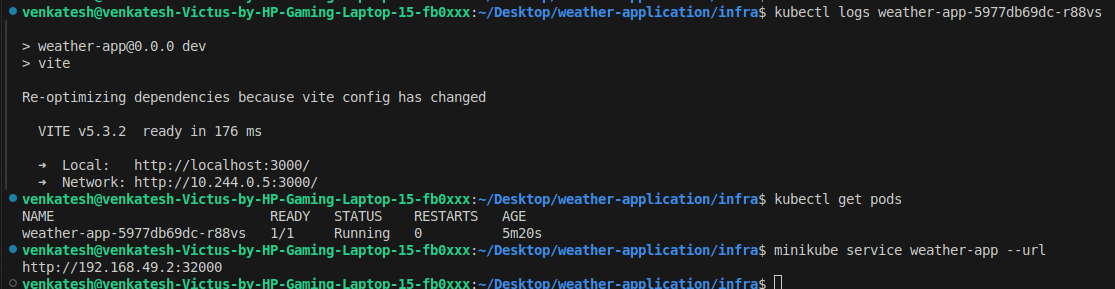 venkatesh@venkatesh-Victus-by-HP-Gaming-Laptop-15-fb0xxx:~/Desktop/weather-application/infra$ kubectl logs weather-app-5977db69dc-r88vs
> weather-app@0.0.0 dev
> vite
Re-optimizing dependencies because vite config has changed
VITE v5.3.2  ready in 176 ms
➜  Local:   http://localhost:3000/
➜  Network: http://10.244.0.5:3000/
venkatesh@venkatesh-Victus-by-HP-Gaming-Laptop-15-fb0xxx:~/Desktop/weather-application/infra$ kubectl get pods
NAME                           READY   STATUS    RESTARTS   AGE
weather-app-5977db69dc-r88vs   1/1     Running   0          5m20s
venkatesh@venkatesh-Victus-by-HP-Gaming-Laptop-15-fb0xxx:~/Desktop/weather-application/infra$ minikube service weather-app --url
http://192.168.49.2:32000
venkatesh@venkatesh-Victus-by-HP-Gaming-Laptop-15-fb0xxx:~/Desktop/weather-application/infra$